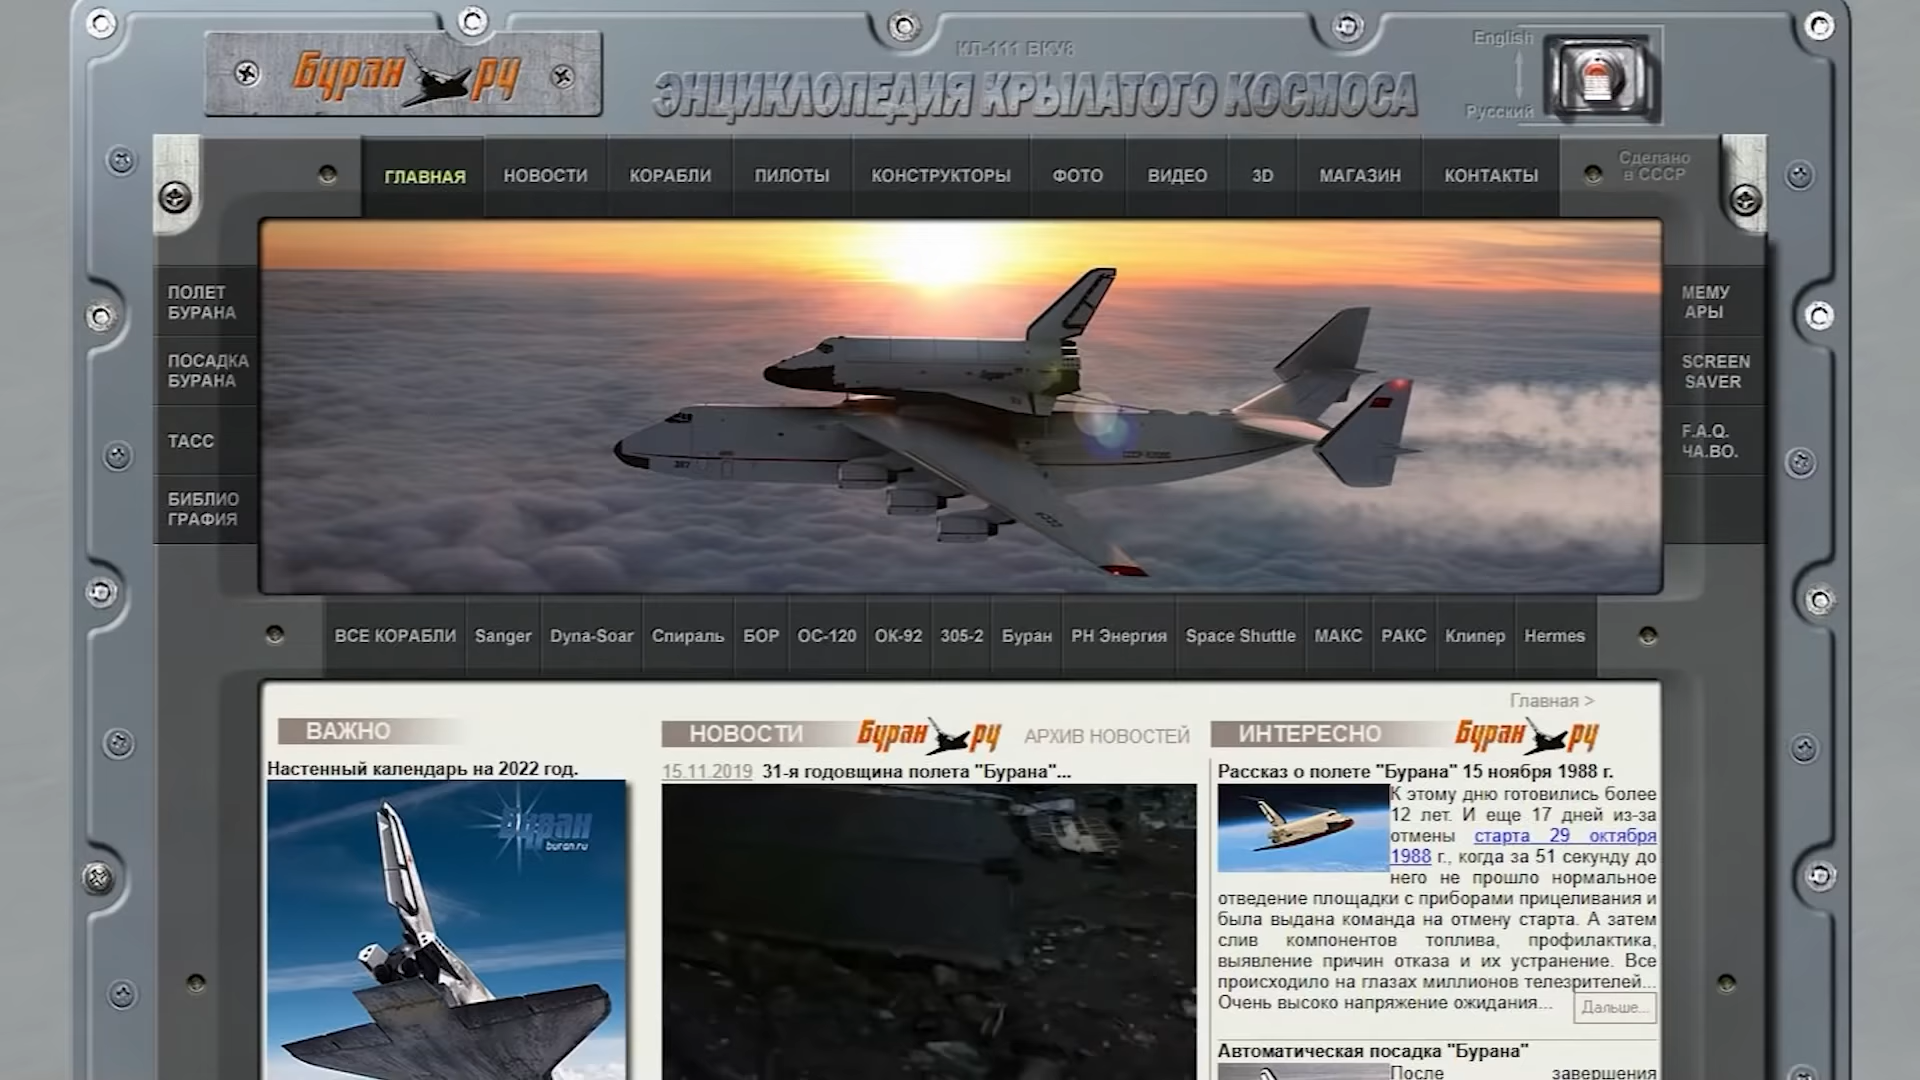 Буран ру
КЛ-111 ВКУ8
ЭНЦИКЛОПЕДИЯ КРЫЛАТОГО КОСМОСА
English
Русский
ГЛАВНАЯ НОВОСТИ КОРАБЛИ ПИЛОТЫ КОНСТРУКТОРЫ ФОТО ВИДЕО 3D МАГАЗИН КОНТАКТЫ
Сделано
в СССР
ПОЛЕТ
БУРАНА
ПОСАДКА
БУРАНА
ТАСС
БИБЛИО
ГРАФИЯ
МЕМУ
АРЫ
SCREEN
SAVER
F.A.Q.
ЧА.ВО.
ВСЕ КОРАБЛИ Sanger Dyna-Soar Спираль БОР ОС-120 ОК-92 305-2 Буран РН Энергия Space Shuttle МАКС РАКС Клипер Hermes
Главная >
ВАЖНО
Настенный календарь на 2022 год.
Буран
buran.ru
НОВОСТИ Буран ру АРХИВ НОВОСТЕЙ
15.11.2019 31-я годовщина полета "Бурана"...
ИНТЕРЕСНО Буран ру
Рассказ о полете "Бурана" 15 ноября 1988 г.
К этому дню готовились более
12 лет. И еще 17 дней из-за
отмены старта 29 октября
1988 г., когда за 51 секунду до
него не прошло нормальное
отведение площадки с приборами прицеливания и
была выдана команда на отмену старта. А затем
слив компонентов топлива, профилактика,
выявление причин отказа и их устранение. Все
происходило на глазах миллионов телезрителей...
Очень высоко напряжение ожидания...
Дальше...
Автоматическая посадка "Бурана"
После завершения